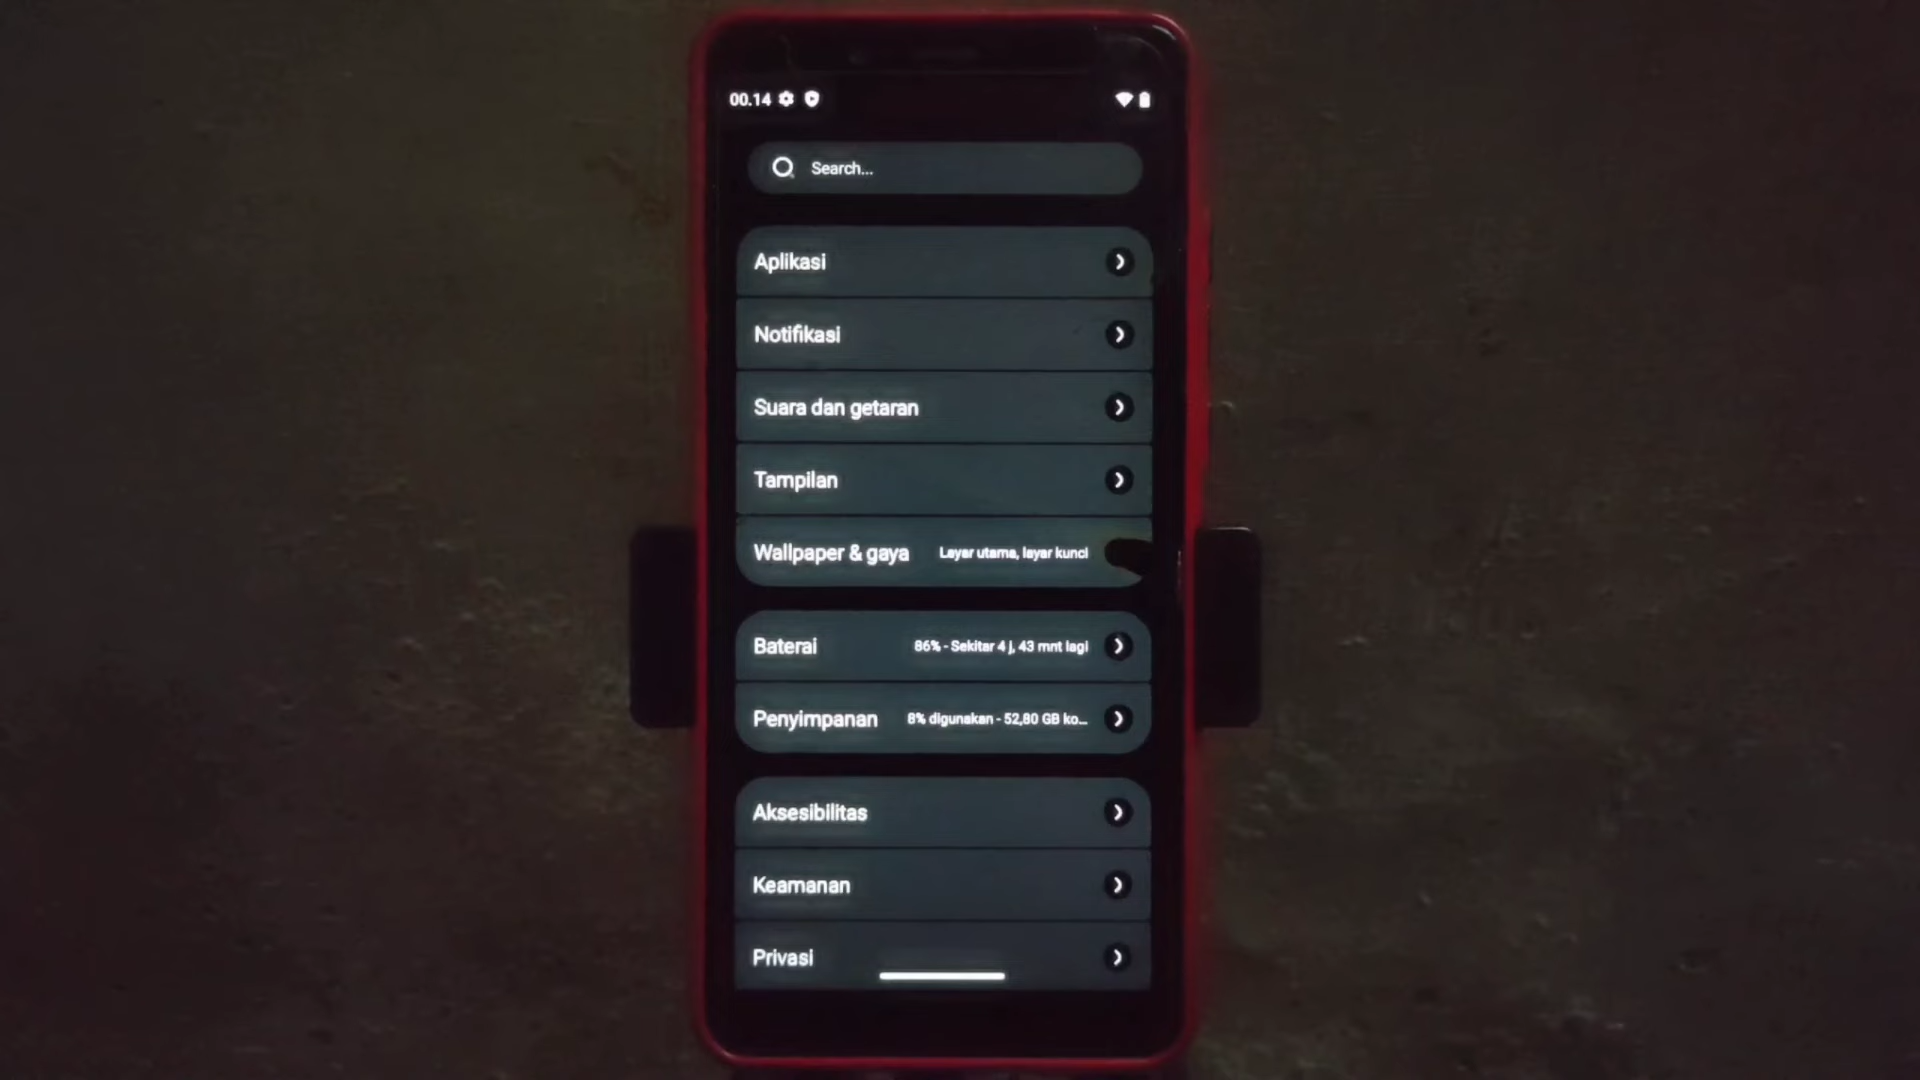 00.14
Search...
Aplikasi
Notifikasi
Suara dan getaran
Tampilan
Wallpaper & gaya Layar utama, layar kunci
Baterai 86% - Sekitar 4 j, 43 mnt lagi
Penyimpanan 8% digunakan - 52,80 GB ko...
Aksesibilitas
Keamanan
Privasi